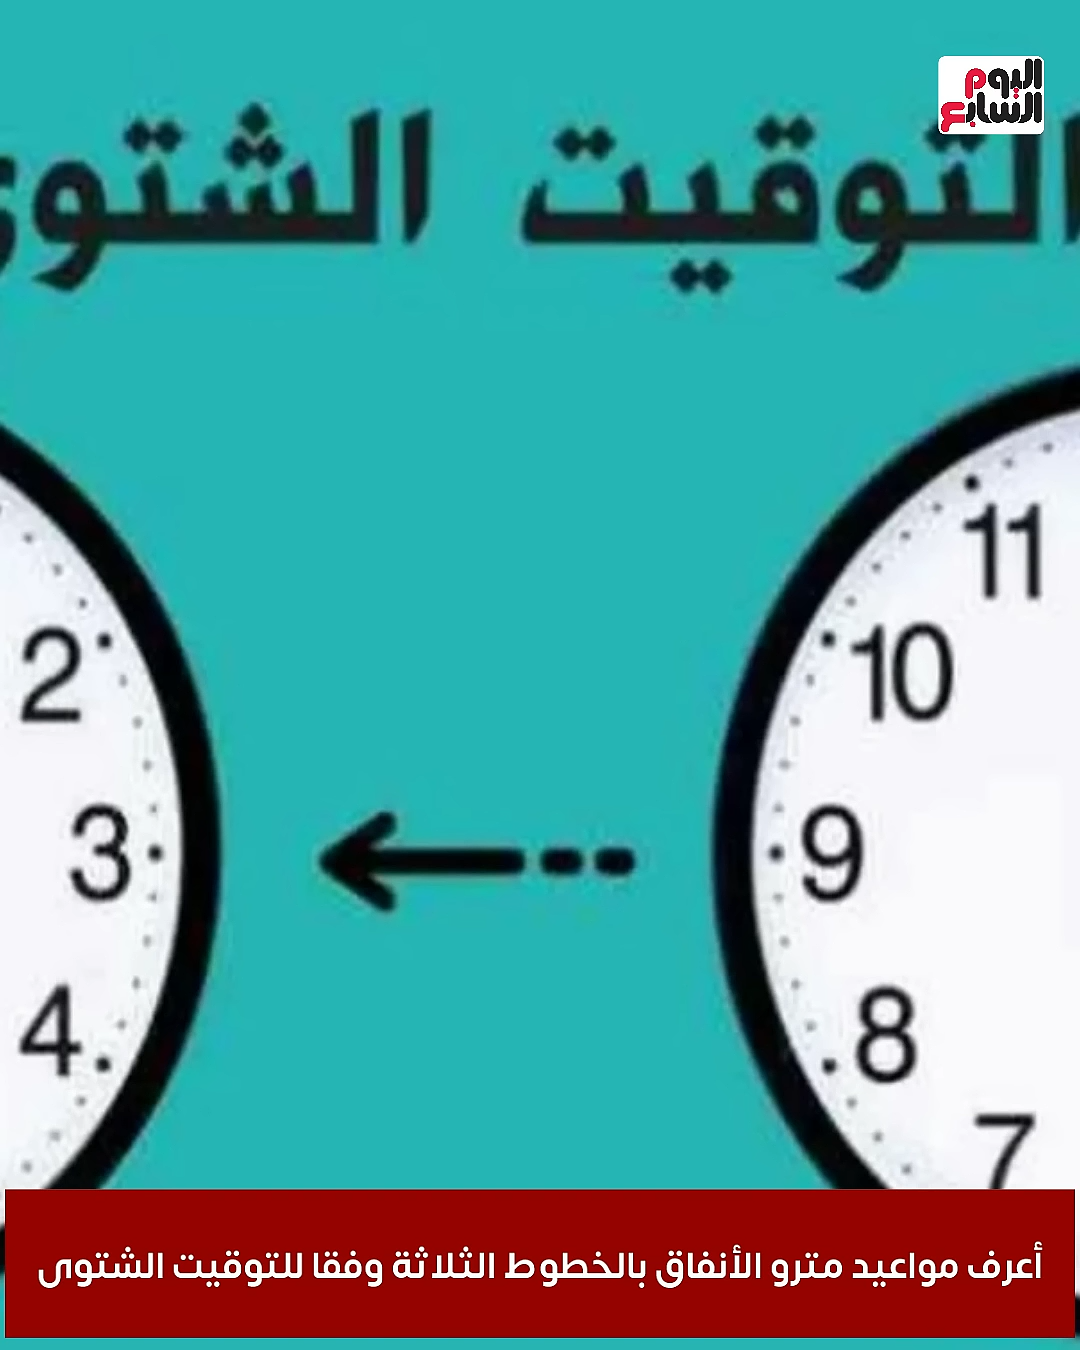 اليوم
السابع
التوقيت الشتوى
11
10
2
3
9
4
8
7
أعرف مواعيد مترو الأنفاق بالخطوط الثلاثة وفقا للتوقيت الشتوى